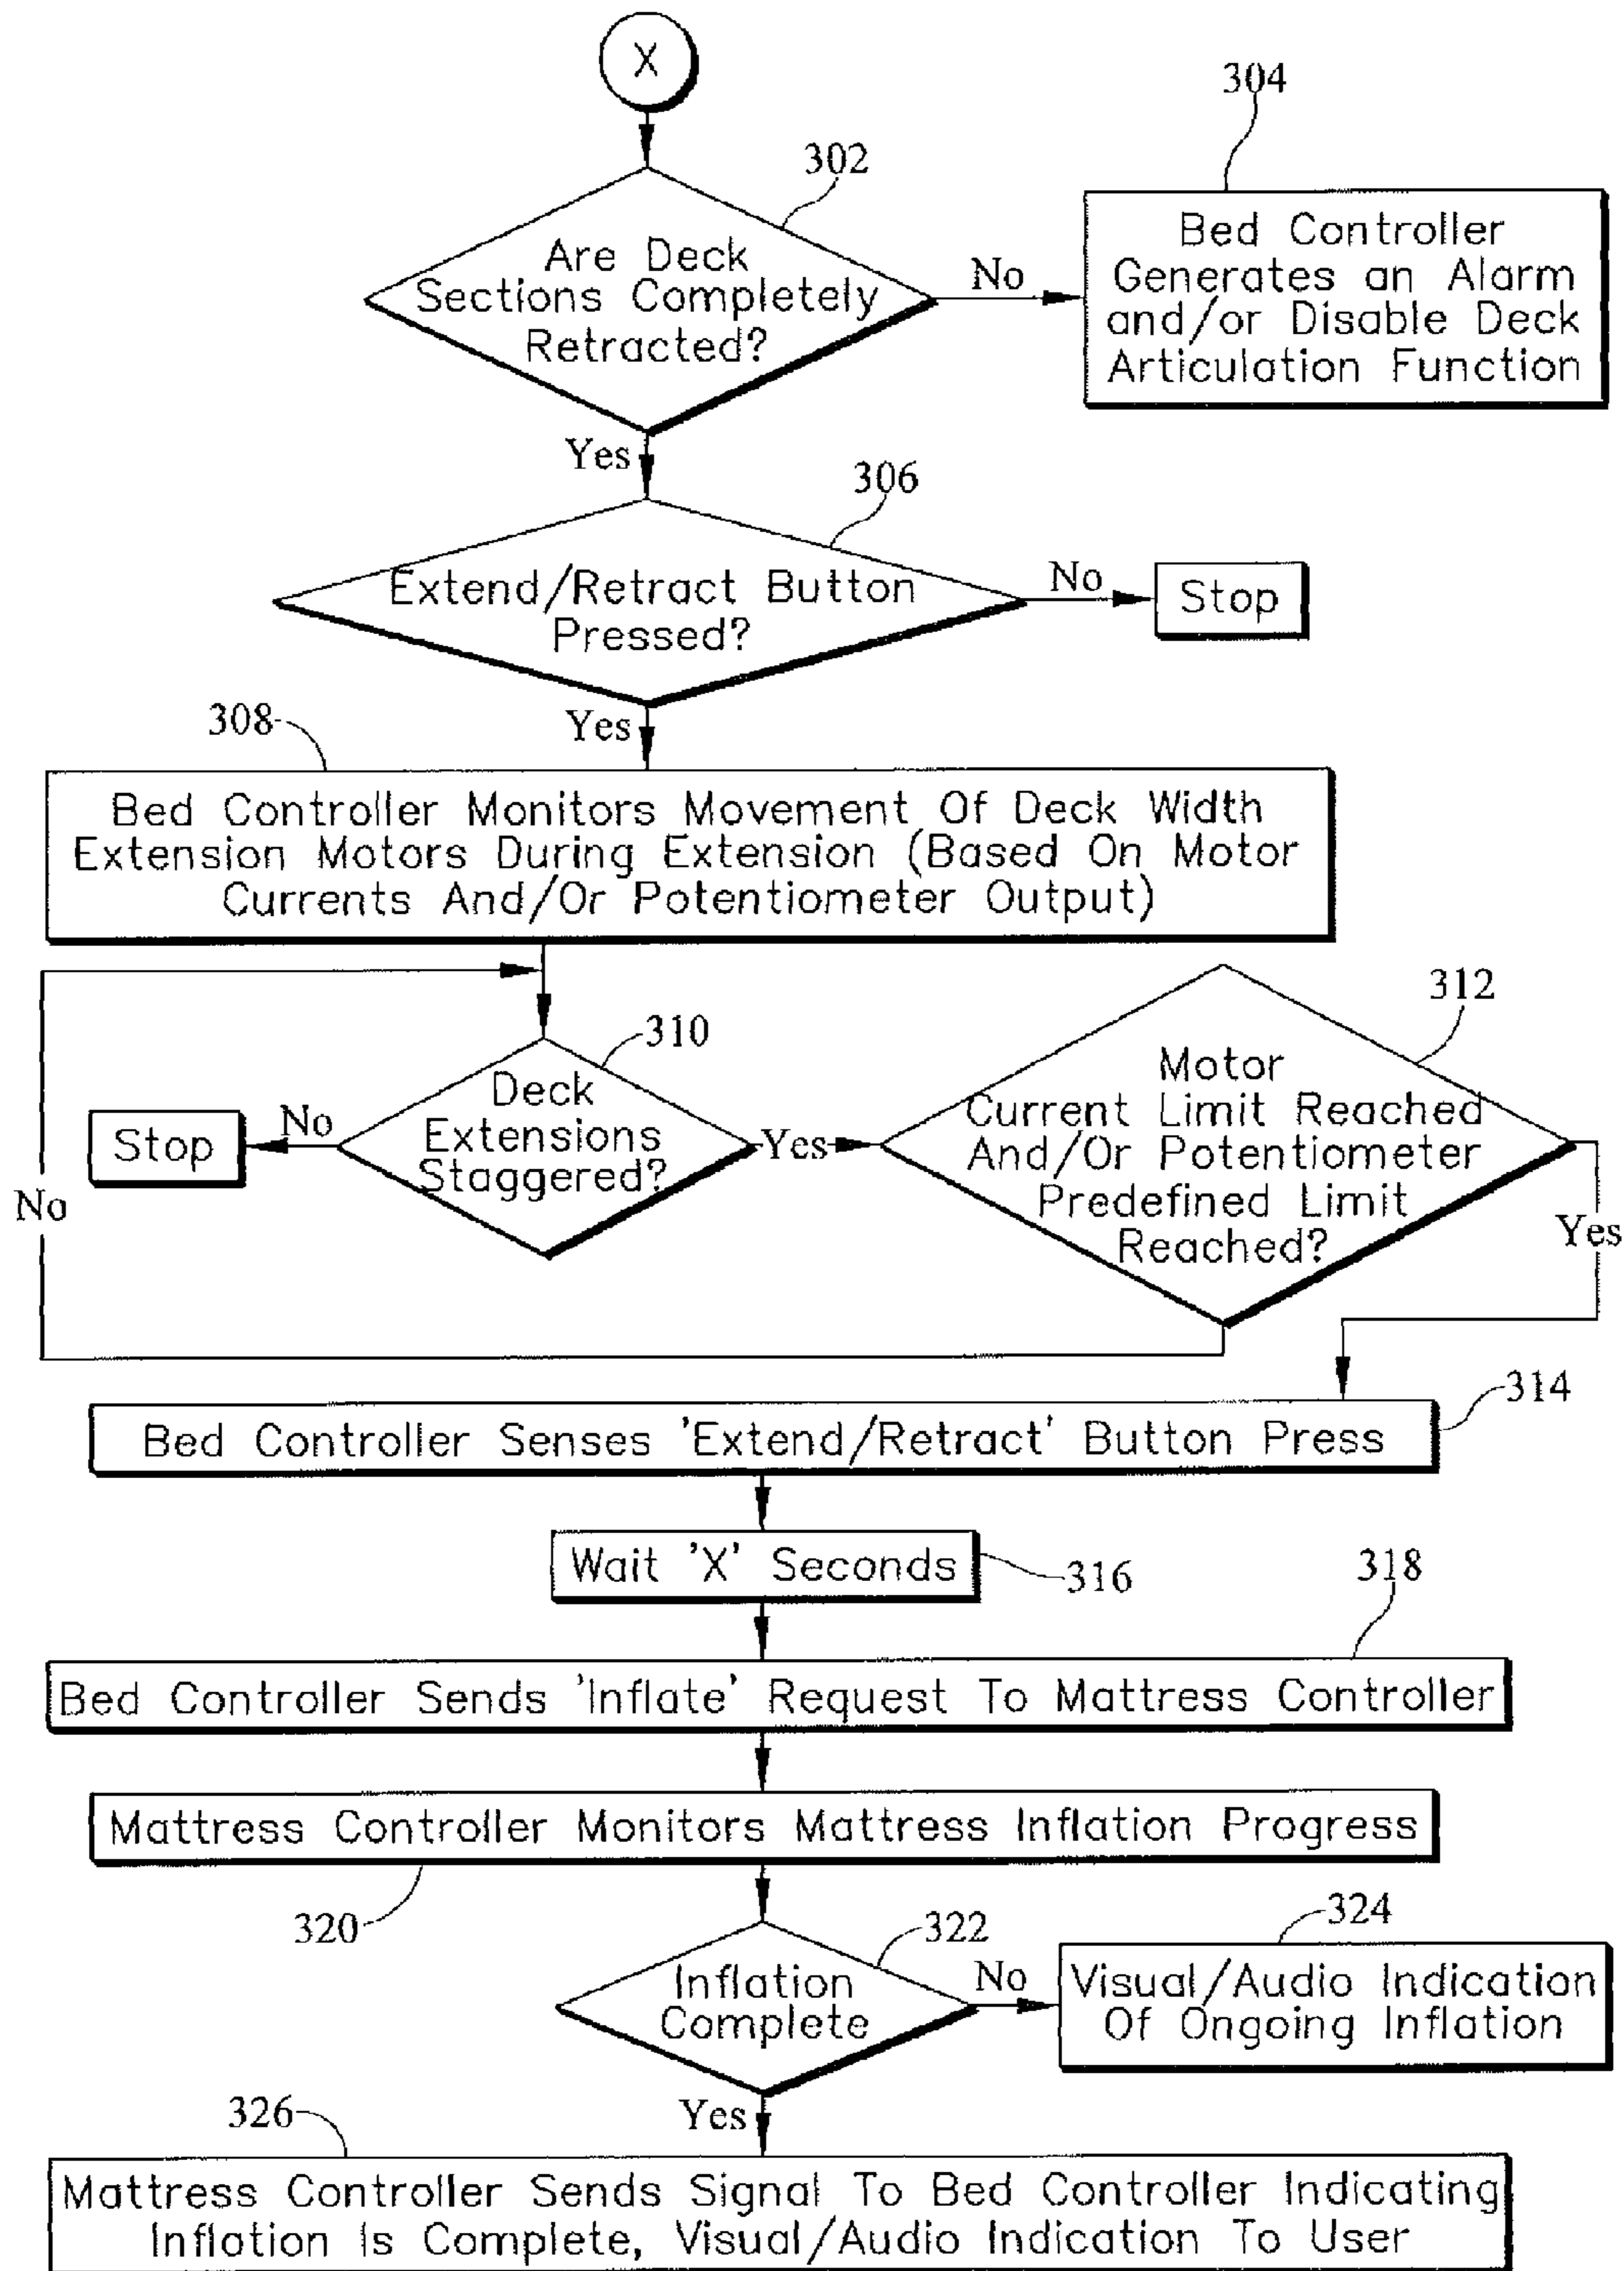 X
304
302
Are Deck
Sections Completely
Retracted?
No
Bed Controller
Generates an Alarm
and/or Disable Deck
Articulation Function
Yes
306
Extend/Retract Button
Pressed?
No
Stop
308
Yes
Bed Controller Monitors Movement Of Deck Width
Extension Motors During Extension (Based On Motor
Currents And/Or Potentiometer Output)
310
312
Deck
Extensions
Staggered?
No
Stop
Yes
Motor
Current Limit Reached
And/Or Potentiometer
Predefined Limit
Reached?
No
Yes
314
Bed Controller Senses 'Extend/Retract' Button Press
Wait 'X' Seconds
316
318
Bed Controller Sends 'Inflate' Request To Mattress Controller
Mattress Controller Monitors Mattress Inflation Progress
320
322
324
Inflation
Complete
No
Visual/Audio Indication
Of Ongoing Inflation
Yes
326
Mattress Controller Sends Signal To Bed Controller Indicating
Inflation Is Complete, Visual/Audio Indication To User